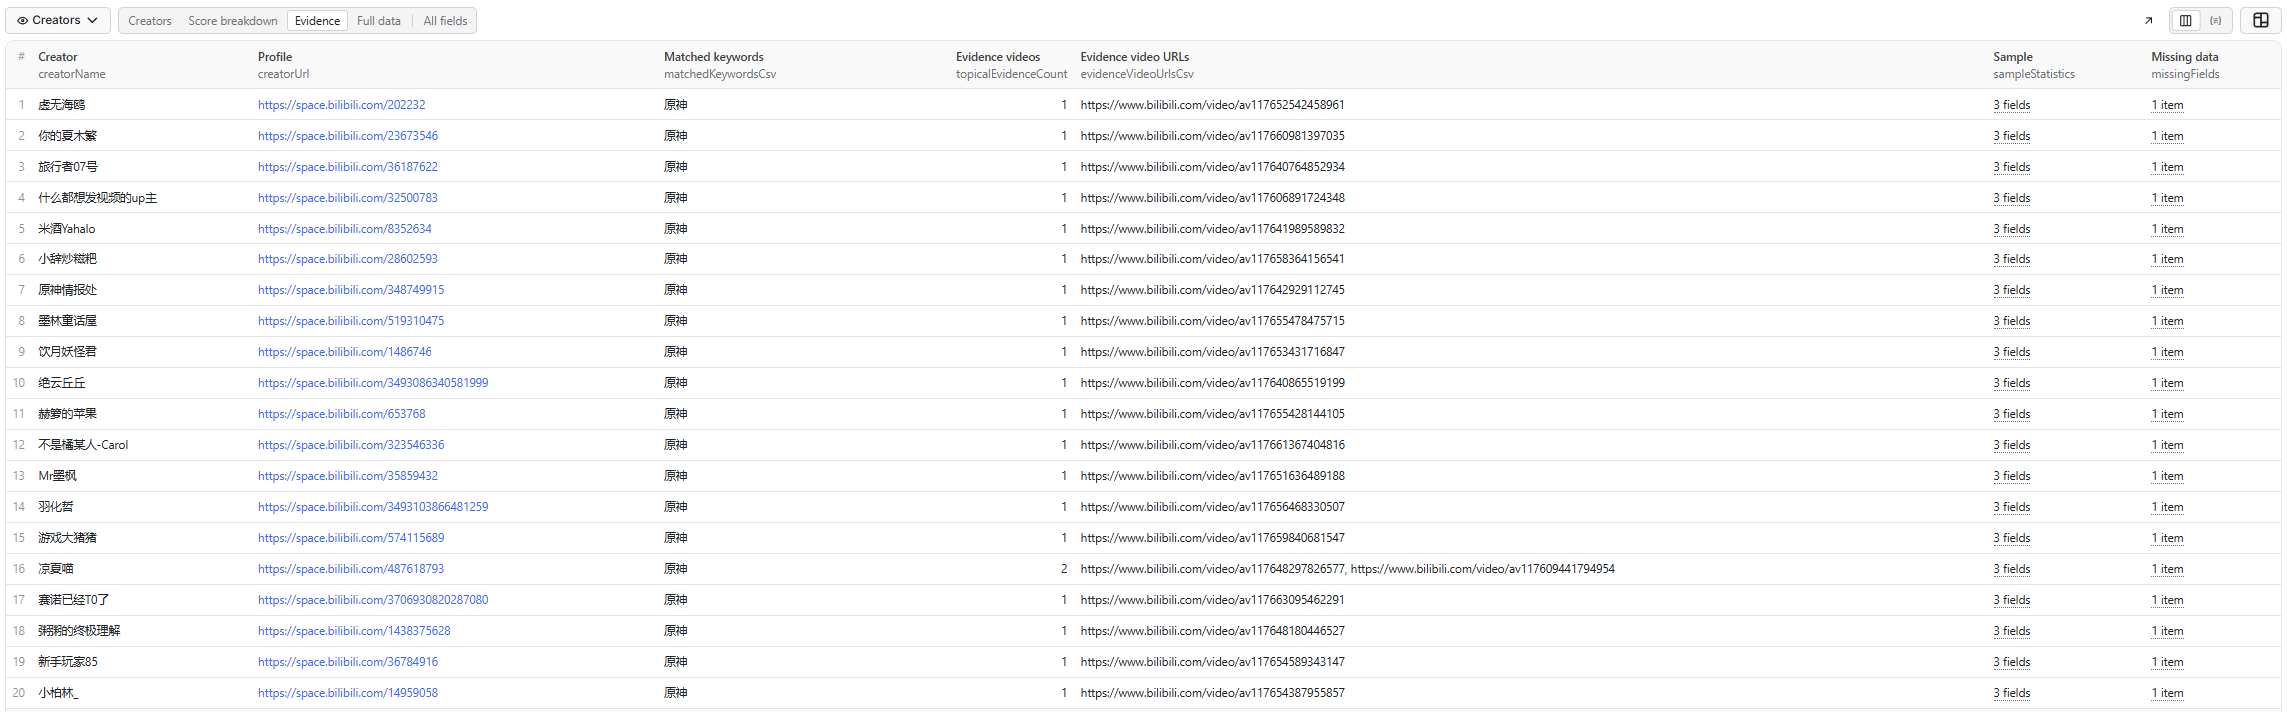 Creators Creators Score breakdown Evidence Full data All fields
# Creator Profile Matched keywords Evidence videos Evidence video URLs Sample Missing data
creatorName creatorUrl matchedKeywordsCsv topicalEvidenceCount evidenceVideoUrlsCsv sampleStatistics missingFields
1 虚无海鸥 https://space.bilibili.com/202232 原神 1 https://www.bilibili.com/video/av117652542458961 3 fields 1 item
2 你的夏木繁 https://space.bilibili.com/23673546 原神 1 https://www.bilibili.com/video/av117660981397035 3 fields 1 item
3 旅行者07号 https://space.bilibili.com/36187622 原神 1 https://www.bilibili.com/video/av117640764852934 3 fields 1 item
4 什么都想发视频的up主 https://space.bilibili.com/32500783 原神 1 https://www.bilibili.com/video/av117606891724348 3 fields 1 item
5 米酒Yahalo https://space.bilibili.com/8352634 原神 1 https://www.bilibili.com/video/av117641989589832 3 fields 1 item
6 小辞炒糍粑 https://space.bilibili.com/28602593 原神 1 https://www.bilibili.com/video/av117658364156541 3 fields 1 item
7 原神情报处 https://space.bilibili.com/348749915 原神 1 https://www.bilibili.com/video/av117642929112745 3 fields 1 item
8 墨林童话屋 https://space.bilibili.com/519310475 原神 1 https://www.bilibili.com/video/av117655478475715 3 fields 1 item
9 饮月妖怪君 https://space.bilibili.com/1486746 原神 1 https://www.bilibili.com/video/av117653431716847 3 fields 1 item
10 绝云丘丘 https://space.bilibili.com/3493086340581999 原神 1 https://www.bilibili.com/video/av117640865519199 3 fields 1 item
11 赫箩的苹果 https://space.bilibili.com/653768 原神 1 https://www.bilibili.com/video/av117655428144105 3 fields 1 item
12 不是橘某人-Carol https://space.bilibili.com/323546336 原神 1 https://www.bilibili.com/video/av117661367404816 3 fields 1 item
13 Mr墨枫 https://space.bilibili.com/35859432 原神 1 https://www.bilibili.com/video/av117651636489188 3 fields 1 item
14 羽化哲 https://space.bilibili.com/3493103866481259 原神 1 https://www.bilibili.com/video/av117656468330507 3 fields 1 item
15 游戏大猪猪 https://space.bilibili.com/574115689 原神 1 https://www.bilibili.com/video/av117659840681547 3 fields 1 item
16 凉夏喵 https://space.bilibili.com/487618793 原神 2 https://www.bilibili.com/video/av117648297826577, https://www.bilibili.com/video/av117609441794954 3 fields 1 item
17 赛诺已经T0了 https://space.bilibili.com/3706930820287080 原神 1 https://www.bilibili.com/video/av117663095462291 3 fields 1 item
18 粥粥的终极理解 https://space.bilibili.com/1438375628 原神 1 https://www.bilibili.com/video/av117648180446527 3 fields 1 item
19 新手玩家85 https://space.bilibili.com/36784916 原神 1 https://www.bilibili.com/video/av117654589343147 3 fields 1 item
20 小柏林_ https://space.bilibili.com/14959058 原神 1 https://www.bilibili.com/video/av117654387955857 3 fields 1 item